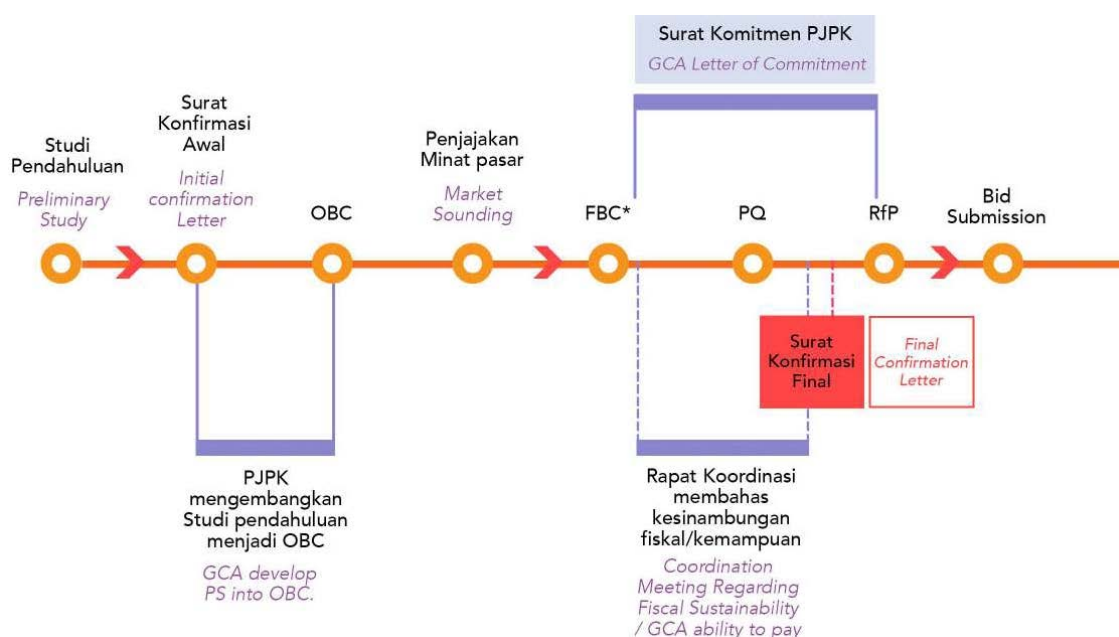 Surat Komitmen PJPK
GCA Letter of Commitment
Studi
Pendahuluan
Preliminary
Study
Surat
Konfirmasi
Awal
Initial
confirmation
Letter
OBC
Penjajakan
Minat pasar
Market
Sounding
FBC*
PQ
RfP
Bid
Submission
Surat
Konfirmasi
Final
Final
Confirmation
Letter
PJPK
mengembangkan
Studi pendahuluan
menjadi OBC
GCA develop
PS into OBC.
Rapat Koordinasi
membahas
kesinambungan
fiskal/kemampuan
Coordination
Meeting Regarding
Fiscal Sustainability
/ GCA ability to pay